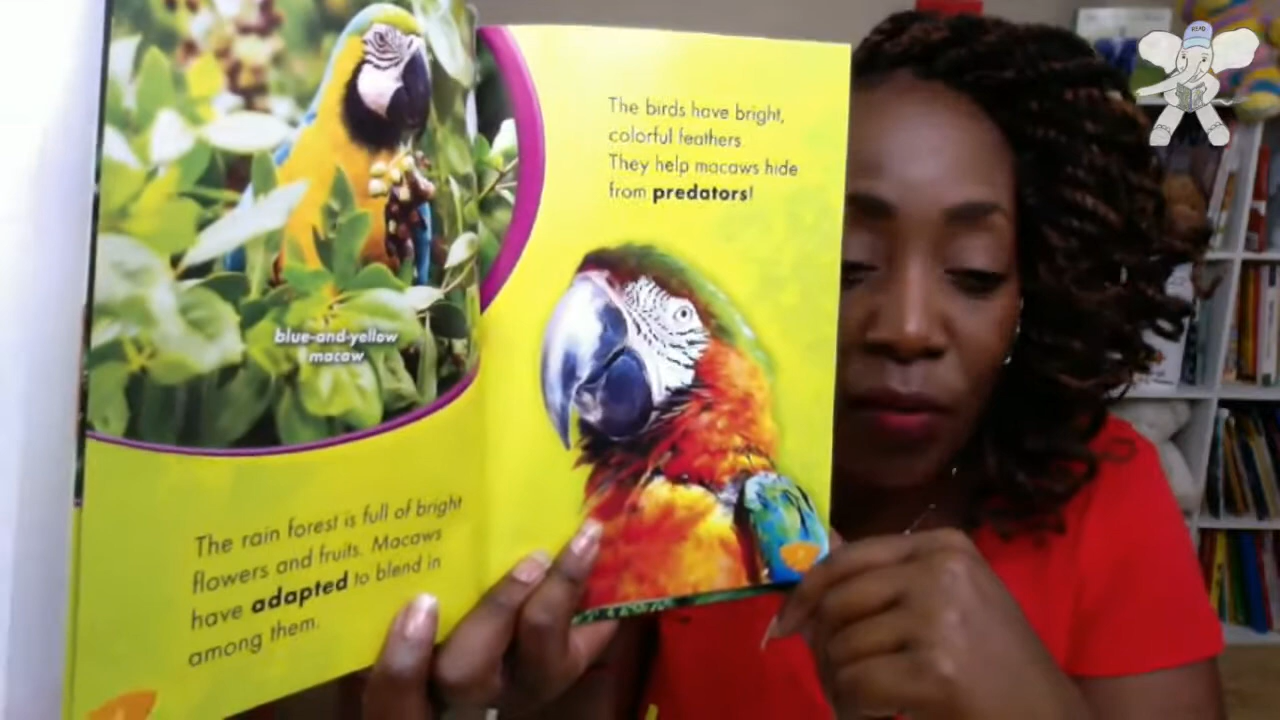 blue-and-yellow
macaw
The rain forest is full of bright
flowers and fruits. Macaws
have adapted to blend in
among them.
The birds have bright,
colorful feathers.
They help macaws hide
from predators!
READ